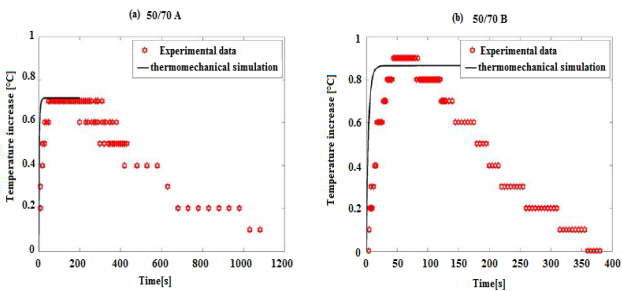 (a) 50/70 A
Temperature increase [°C]
1
0.8
0.6
0.4
0.2
0
Experimental data
thermomechanical simulation
0 200 400 600 800 1000 1200
Time[s]
(b) 50/70 B
Temperature increase [°C]
1
0.8
0.6
0.4
0.2
0
Experimental data
thermomechanical simulation
0 50 100 150 200 250 300 350 400
Time[s]